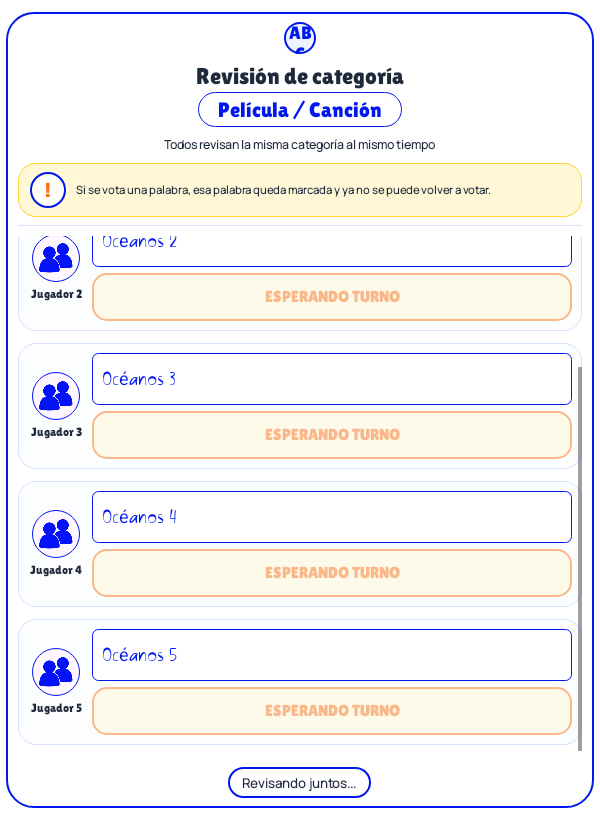 AB
Revisión de categoría
Película / Canción
Todos revisan la misma categoría al mismo tiempo
! Si se vota una palabra, esa palabra queda marcada y ya no se puede volver a votar.
Océanos 2
Jugador 2
ESPERANDO TURNO
Océanos 3
Jugador 3
ESPERANDO TURNO
Océanos 4
Jugador 4
ESPERANDO TURNO
Océanos 5
Jugador 5
ESPERANDO TURNO
Revisando juntos...